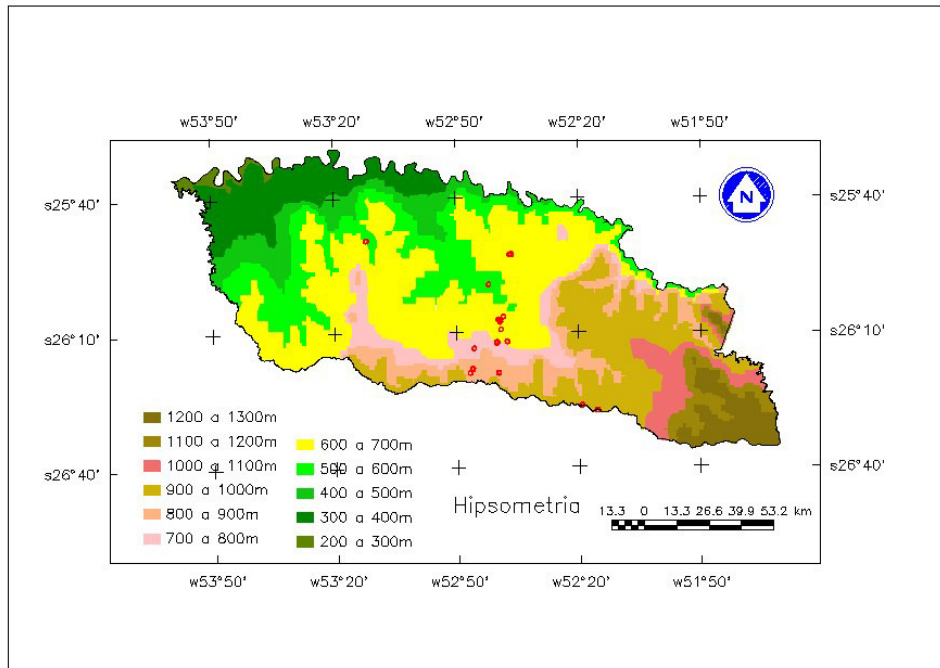 w53°50' w53°20' w52°50' w52°20' w51°50'
s25°40' s25°40'
N
s26°10' s26°10'
1200 a 1300m
1100 a 1200m
1000 a 1100m
900 a 1000m
800 a 900m
700 a 800m
600 a 700m
500 a 600m
400 a 500m
300 a 400m
200 a 300m
s26°40' s26°40'
Hipsometria
13.3 0 13.3 26.6 39.9 53.2 km
w53°50' w53°20' w52°50' w52°20' w51°50'